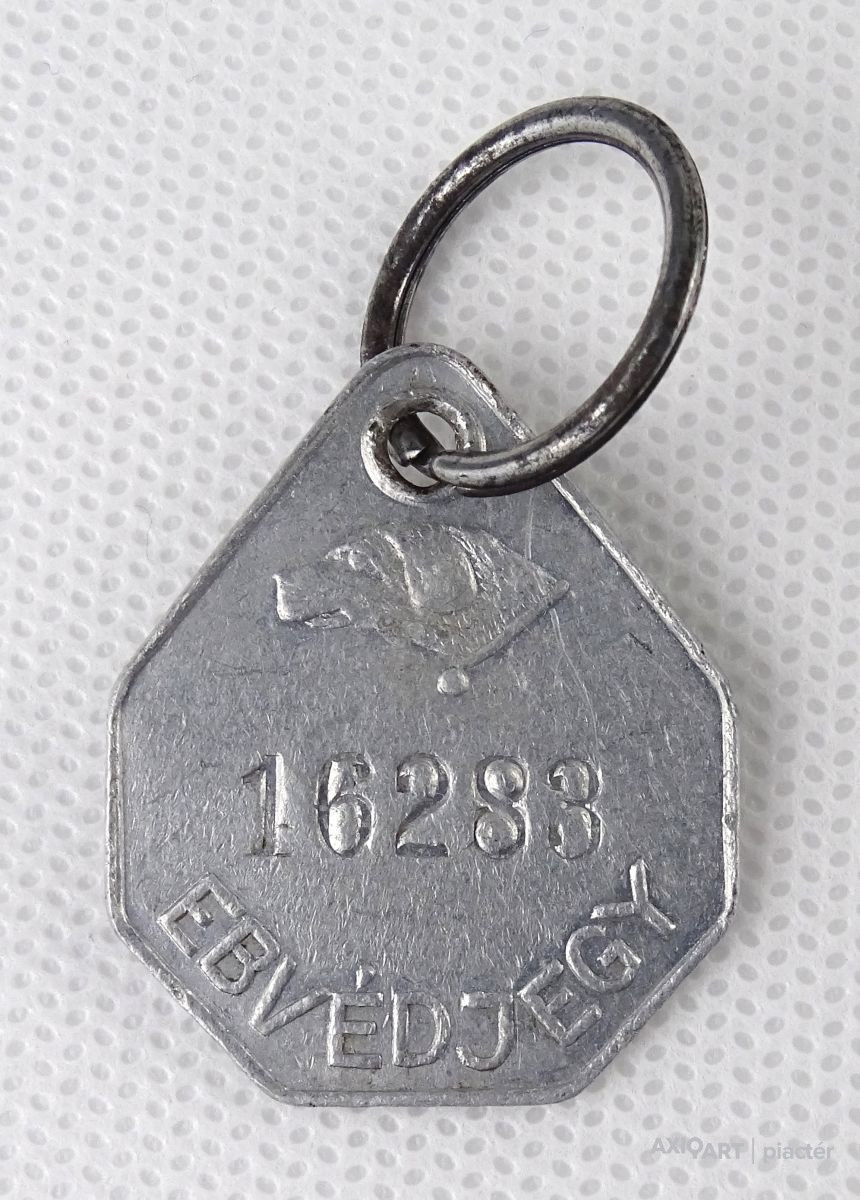 16283
EBVÉDJEGY
AXIOART | piactér